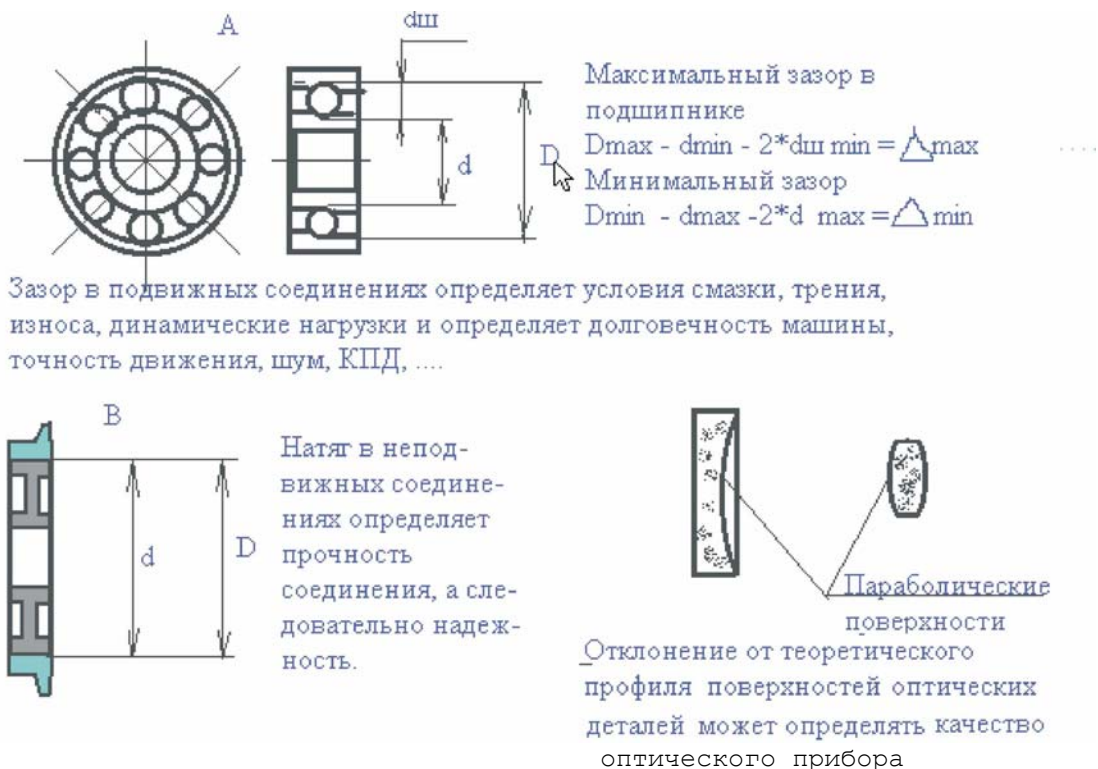 А
dш
Максимальный зазор в
подшипнике
Dmax - dmin - 2*dш min = △max
Минимальный зазор
Dmin - dmax -2*d max =△min
d
D
....
Зазор в подвижных соединениях определяет условия смазки, трения,
износа, динамические нагрузки и определяет долговечность машины,
точность движения, шум, КПД, ....
В
d
D
Натяг в непод-
вижных соедине-
ниях определяет
прочность
соединения, а сле-
довательно надеж-
ность.
Параболические
поверхности
Отклонение от теоретического
профиля поверхностей оптических
деталей может определять качество
оптического прибора